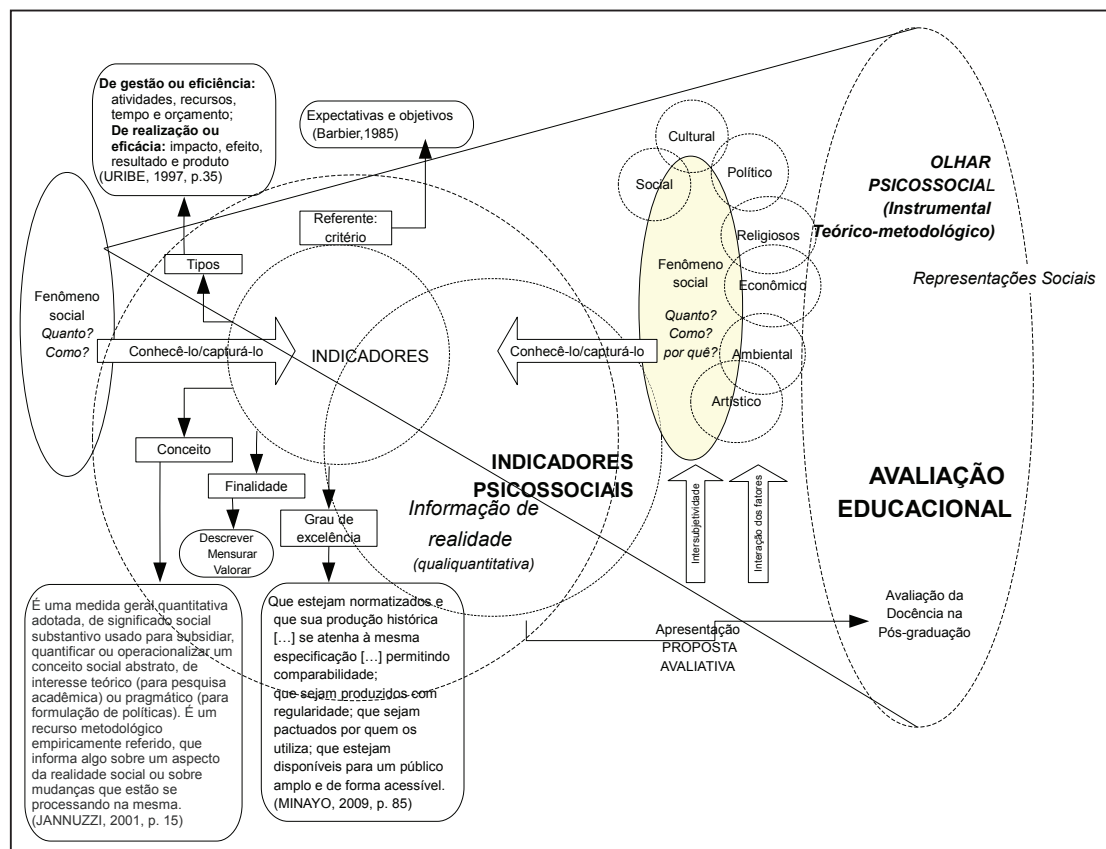 De gestão ou eficiência:
atividades, recursos,
tempo e orçamento;
De realização ou
eficácia: impacto, efeito,
resultado e produto
(URIBE, 1997, p.35)
Expectativas e objetivos
(Barbier,1985)
Referente:
critério
Tipos
Fenômeno
social
Quanto?
Como?
Conhecê-lo/capturá-lo
INDICADORES
Conceito
Finalidade
Descrever
Mensurar
Valorar
Grau de
excelência
É uma medida geral quantitativa
adotada, de significado social
substantivo usado para subsidiar,
quantificar ou operacionalizar um
conceito social abstrato, de
interesse teórico (para pesquisa
acadêmica) ou pragmático (para
formulação de políticas). É um
recurso metodológico
empiricamente referido, que
informa algo sobre um aspecto
da realidade social ou sobre
mudanças que estão se
processando na mesma.
(JANNUZZI, 2001, p. 15)
Que estejam normatizados e
que sua produção histórica
[…] se atenha à mesma
especificação […] permitindo
comparabilidade;
que sejam produzidos com
regularidade; que sejam
pactuados por quem os
utiliza; que estejam
disponíveis para um público
amplo e de forma acessível.
(MINAYO, 2009, p. 85)
INDICADORES
PSICOSSOCIAIS
Informação de
realidade
(qualiquantitativa)
Conhecê-lo/capturá-lo
Fenômeno
social
Quanto?
Como?
por quê?
Cultural
Social
Político
Religiosos
Econômico
Ambiental
Artístico
Intersubjetividade
Interação dos fatores
Apresentação
PROPOSTA
AVALIATIVA
OLHAR
PSICOSSOCIAL
(Instrumental
Teórico-metodológico)
Representações Sociais
AVALIAÇÃO
EDUCACIONAL
Avaliação da
Docência na
Pós-graduação